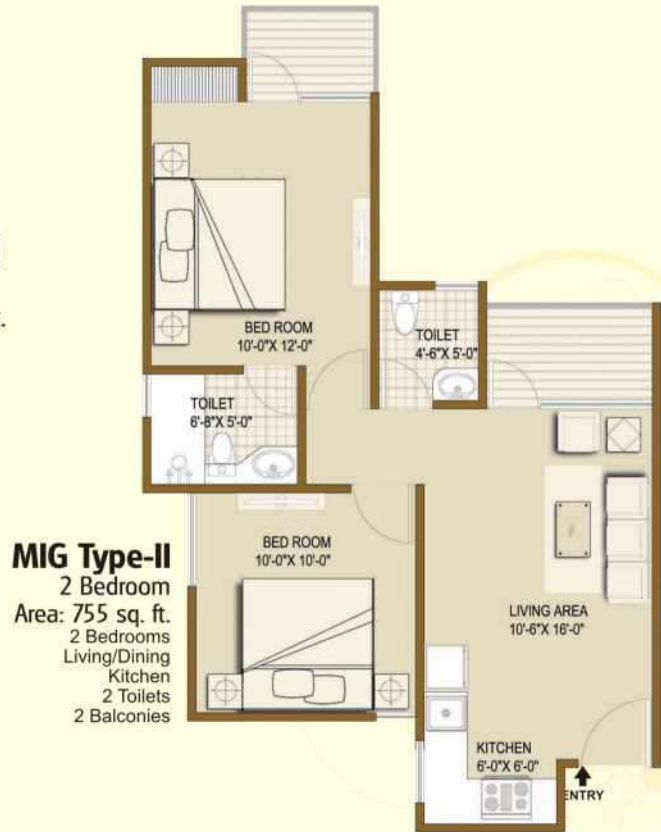 BED ROOM
10'-0"X 12'-0"
TOILET
4'-6"X 5'-0"
TOILET
6'-8"X 5'-0"
MIG Type-II
2 Bedroom
Area: 755 sq. ft.
2 Bedrooms
Living/Dining
Kitchen
2 Toilets
2 Balconies
BED ROOM
10'-0"X 10'-0"
LIVING AREA
10'-6"X 16'-0"
KITCHEN
6'-0"X 6'-0"
ENTRY